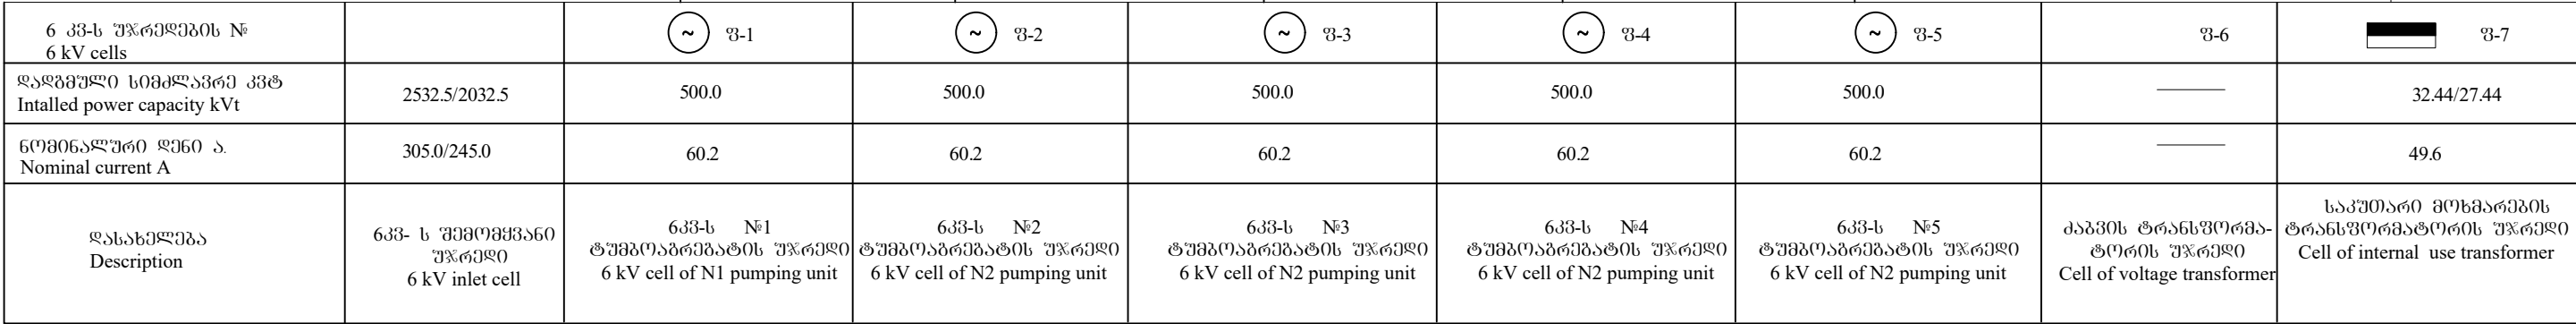 6 კვ-ს უჯრედების №
6 kV cells
~ ფ-1
~ ფ-2
~ ფ-3
~ ფ-4
~ ფ-5
ფ-6
ფ-7
დადგმული სიმძლავრე კვტ
Intalled power capacity kVt
2532.5/2032.5
500.0
500.0
500.0
500.0
500.0
32.44/27.44
ნომინალური დენი ა.
Nominal current A
305.0/245.0
60.2
60.2
60.2
60.2
60.2
49.6
დასახელება
Description
6კვ- ს შემომყვანი
უჯრედი
6 kV inlet cell
6კვ-ს №1
ტუმბოაგრეგატის უჯრედი
6 kV cell of N1 pumping unit
6კვ-ს №2
ტუმბოაგრეგატის უჯრედი
6 kV cell of N2 pumping unit
6კვ-ს №3
ტუმბოაგრეგატის უჯრედი
6 kV cell of N2 pumping unit
6კვ-ს №4
ტუმბოაგრეგატის უჯრედი
6 kV cell of N2 pumping unit
6კვ-ს №5
ტუმბოაგრეგატის უჯრედი
6 kV cell of N2 pumping unit
ძაბვის ტრანსფორმა-
ტორის უჯრედი
Cell of voltage transformer
საკუთარი მოხმარების
ტრანსფორმატორის უჯრედი
Cell of internal use transformer